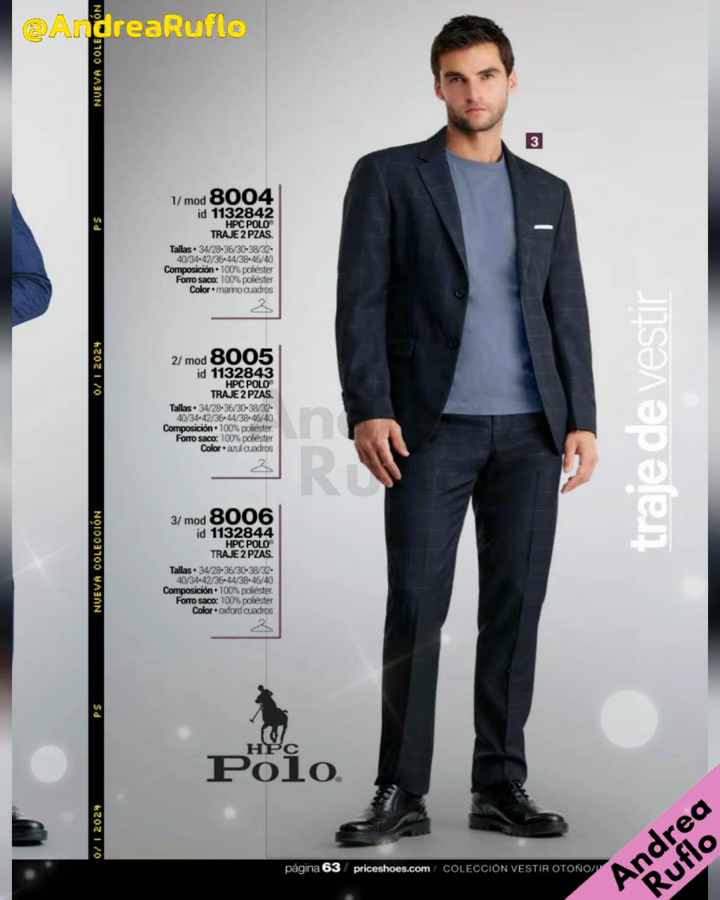 @AndreaRuflo
NUEVA COLECCIÓN
PS
O/I 2024
NUEVA COLECCIÓN
PS
O/I 2024
3
1/ mod 8004
id 1132842
HPC POLO®
TRAJE 2 PZAS.
Tallas • 34/28•36/30•38/32•
40/34•42/36•44/38•46/40
Composición • 100% poliéster
Forro saco: 100% poliéster
Color • marino cuadros
2/ mod 8005
id 1132843
HPC POLO®
TRAJE 2 PZAS.
Tallas • 34/28•36/30•38/32•
40/34•42/36•44/38•46/40
Composición • 100% poliéster.
Forro saco: 100% poliéster
Color • azul cuadros
3/ mod 8006
id 1132844
HPC POLO®
TRAJE 2 PZAS.
Tallas • 34/28•36/30•38/32•
40/34•42/36•44/38•46/40
Composición • 100% poliéster.
Forro saco: 100% poliéster
Color • oxford cuadros
traje de vestir
HPC
Polo®
página 63 / priceshoes.com / COLECCIÓN VESTIR OTOÑO/
Andrea
Ruflo